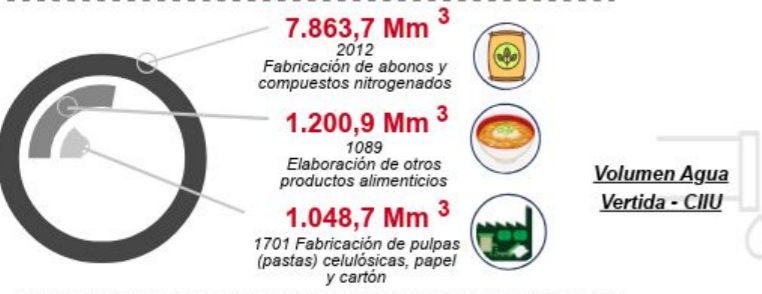 7.863,7 Mm 3
2012
Fabricación de abonos y
compuestos nitrogenados
1.200,9 Mm 3
1089
Elaboración de otros
productos alimenticios
1.048,7 Mm 3
1701 Fabricación de pulpas
(pastas) celulósicas, papel
y cartón
Volumen Agua
Vertida - CIIU